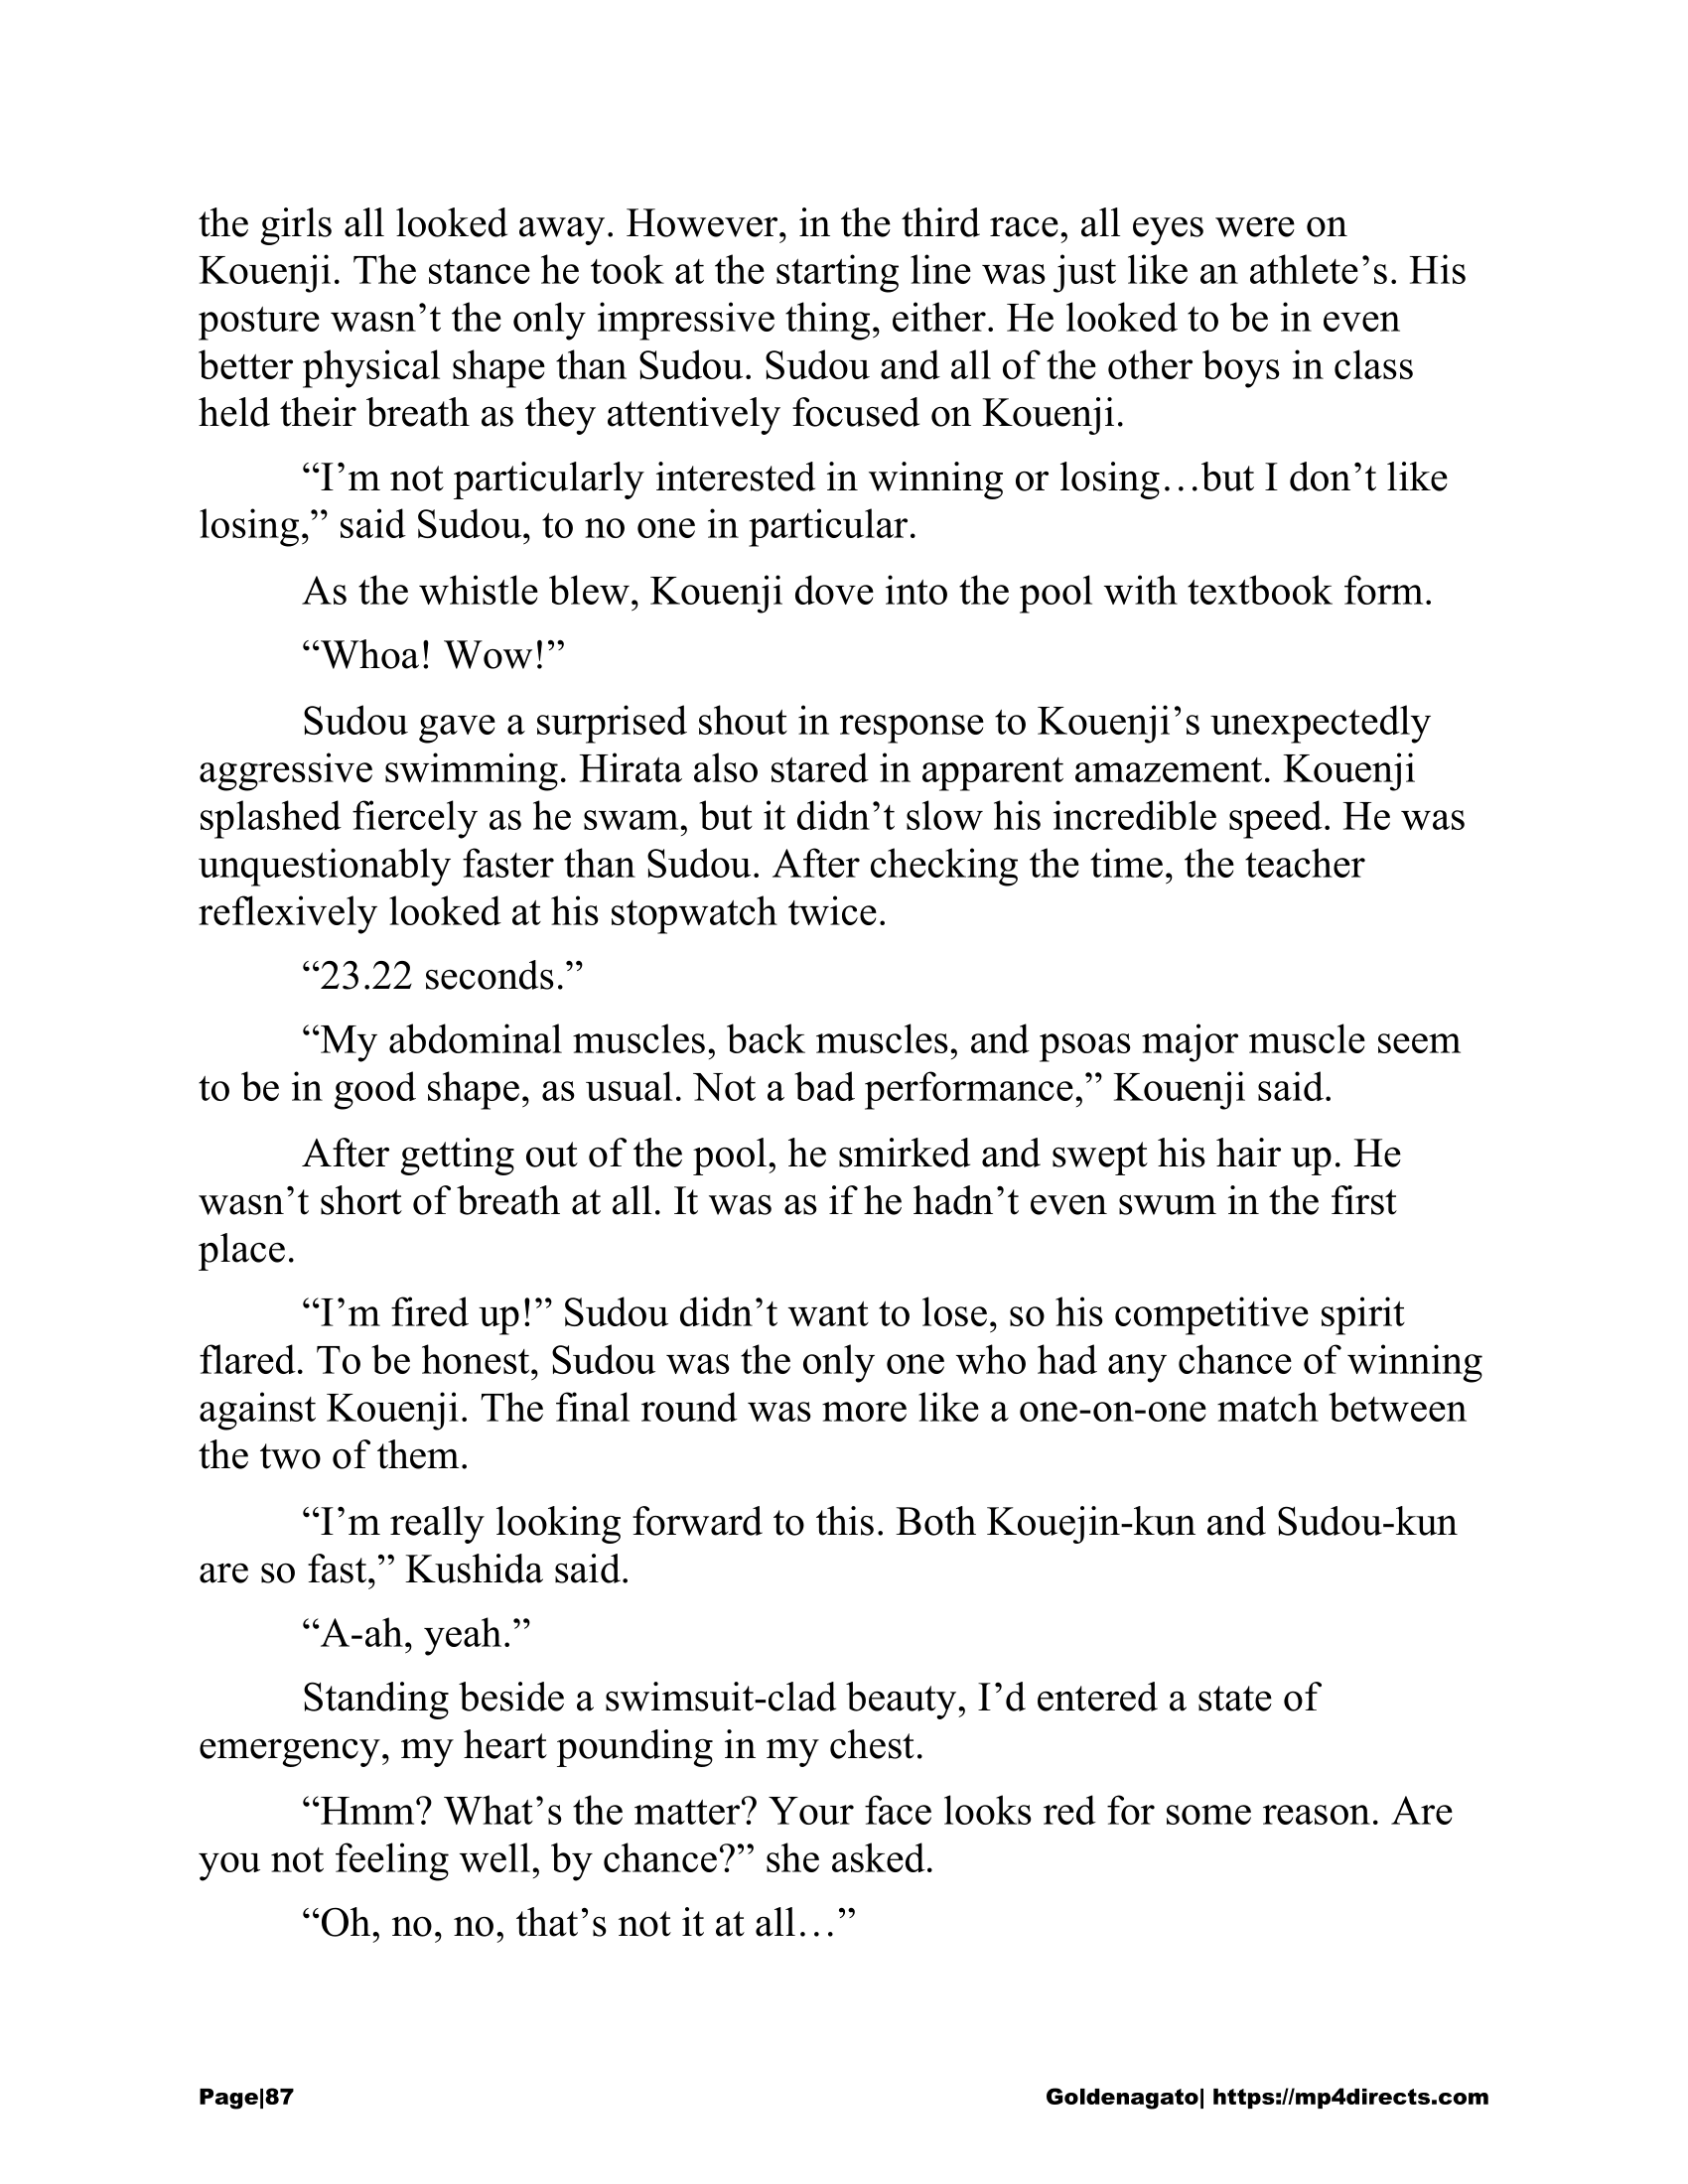 the girls all looked away. However, in the third race, all eyes were on
Kouenji. The stance he took at the starting line was just like an athlete’s. His
posture wasn’t the only impressive thing, either. He looked to be in even
better physical shape than Sudou. Sudou and all of the other boys in class
held their breath as they attentively focused on Kouenji.
“I’m not particularly interested in winning or losing…but I don’t like
losing,” said Sudou, to no one in particular.
As the whistle blew, Kouenji dove into the pool with textbook form.
“Whoa! Wow!”
Sudou gave a surprised shout in response to Kouenji’s unexpectedly
aggressive swimming. Hirata also stared in apparent amazement. Kouenji
splashed fiercely as he swam, but it didn’t slow his incredible speed. He was
unquestionably faster than Sudou. After checking the time, the teacher
reflexively looked at his stopwatch twice.
“23.22 seconds.”
“My abdominal muscles, back muscles, and psoas major muscle seem
to be in good shape, as usual. Not a bad performance,” Kouenji said.
After getting out of the pool, he smirked and swept his hair up. He
wasn’t short of breath at all. It was as if he hadn’t even swum in the first
place.
“I’m fired up!” Sudou didn’t want to lose, so his competitive spirit
flared. To be honest, Sudou was the only one who had any chance of winning
against Kouenji. The final round was more like a one-on-one match between
the two of them.
“I’m really looking forward to this. Both Kouejin-kun and Sudou-kun
are so fast,” Kushida said.
“A-ah, yeah.”
Standing beside a swimsuit-clad beauty, I’d entered a state of
emergency, my heart pounding in my chest.
“Hmm? What’s the matter? Your face looks red for some reason. Are
you not feeling well, by chance?” she asked.
“Oh, no, no, that’s not it at all…”
Page|87 Goldenagato| https://mp4directs.com